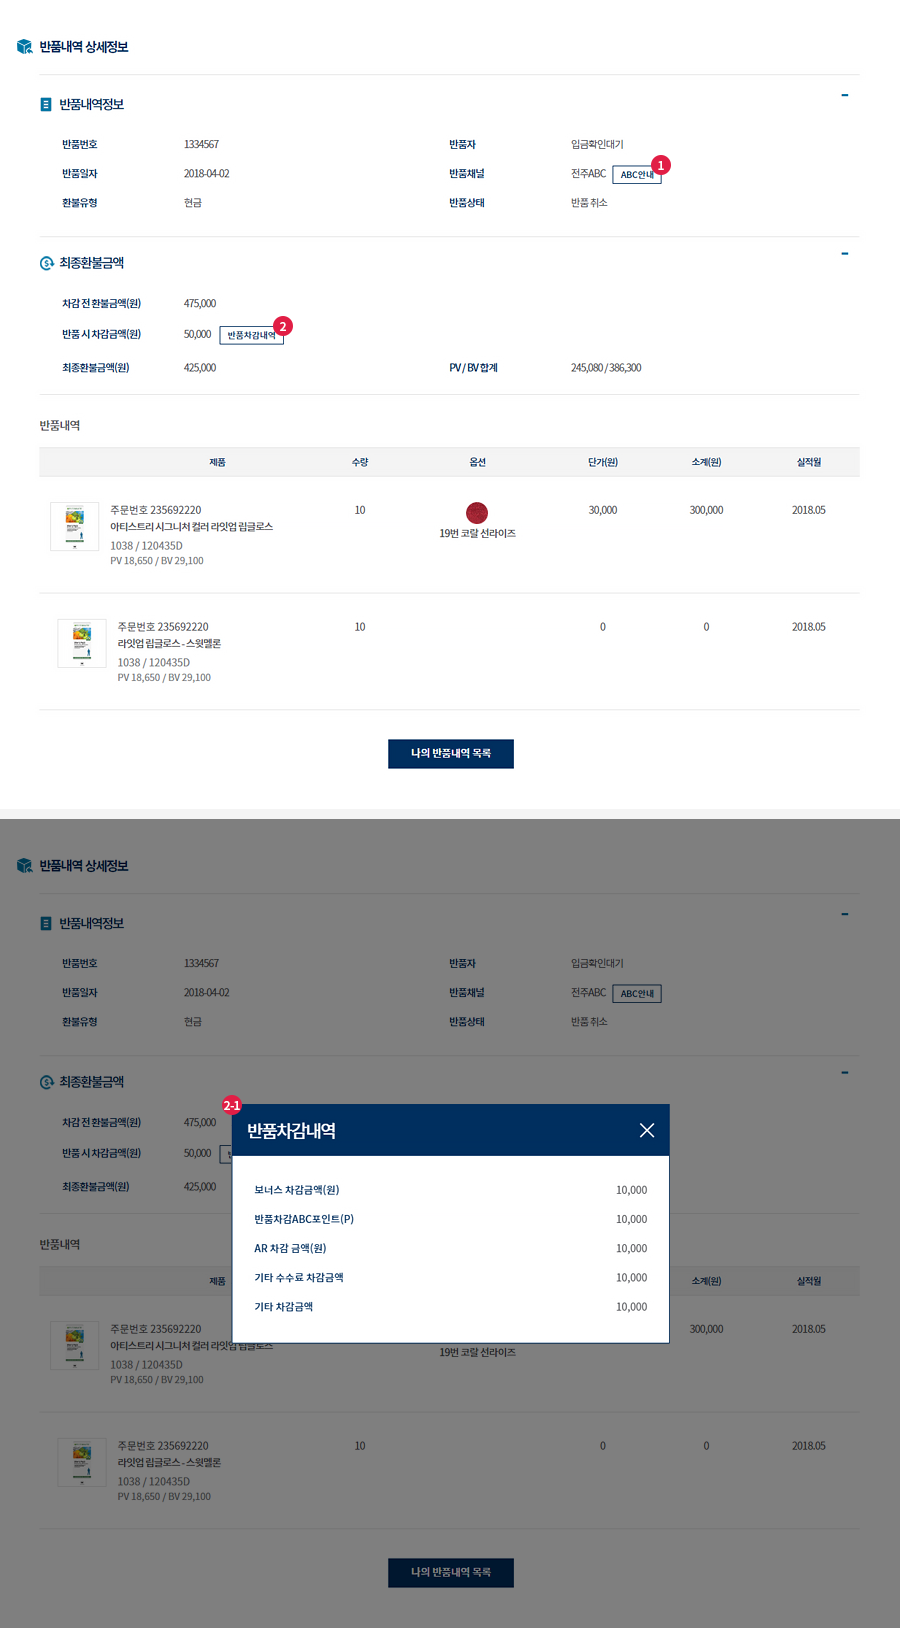 반품내역 상세정보
반품내역정보
반품번호 1334567 반품자 입금확인대기
반품일자 2018-04-02 반품채널 전주ABC ABC안내 1
환불유형 현금 반품상태 반품 취소
최종환불금액
차감 전 환불금액(원) 475,000
반품 시 차감금액(원) 50,000 반품차감내역 2
최종환불금액(원) 425,000 PV / BV 합계 245,080 / 386,300
반품내역
제품 수량 옵션 단가(원) 소계(원) 실적월
주문번호 235692220 10 30,000 300,000 2018.05
아티스트리 시그니처 컬러 라잇업 립글로스 19번 코랄 선라이즈
1038 / 120435D
PV 18,650 / BV 29,100
주문번호 235692220 10 0 0 2018.05
라잇업 립글로스 - 스윗멜론
1038 / 120435D
PV 18,650 / BV 29,100
나의 반품내역 목록
반품내역 상세정보
반품내역정보
반품번호 1334567 반품자 입금확인대기
반품일자 2018-04-02 반품채널 전주ABC ABC안내
환불유형 현금 반품상태 반품 취소
최종환불금액
차감 전 환불금액(원) 475,000
반품 시 차감금액(원) 50,000
최종환불금액(원) 425,000
2-1
반품차감내역
보너스 차감금액(원) 10,000
반품차감ABC포인트(P) 10,000
AR 차감 금액(원) 10,000
기타 수수료 차감금액 10,000
기타 차감금액 10,000
반품내역
제품 소계(원) 실적월
주문번호 235692220 300,000 2018.05
아티스트리 시그니처 컬러 라잇업 립글로스 19번 코랄 선라이즈
1038 / 120435D
PV 18,650 / BV 29,100
주문번호 235692220 10 0 0 2018.05
라잇업 립글로스 - 스윗멜론
1038 / 120435D
PV 18,650 / BV 29,100
나의 반품내역 목록